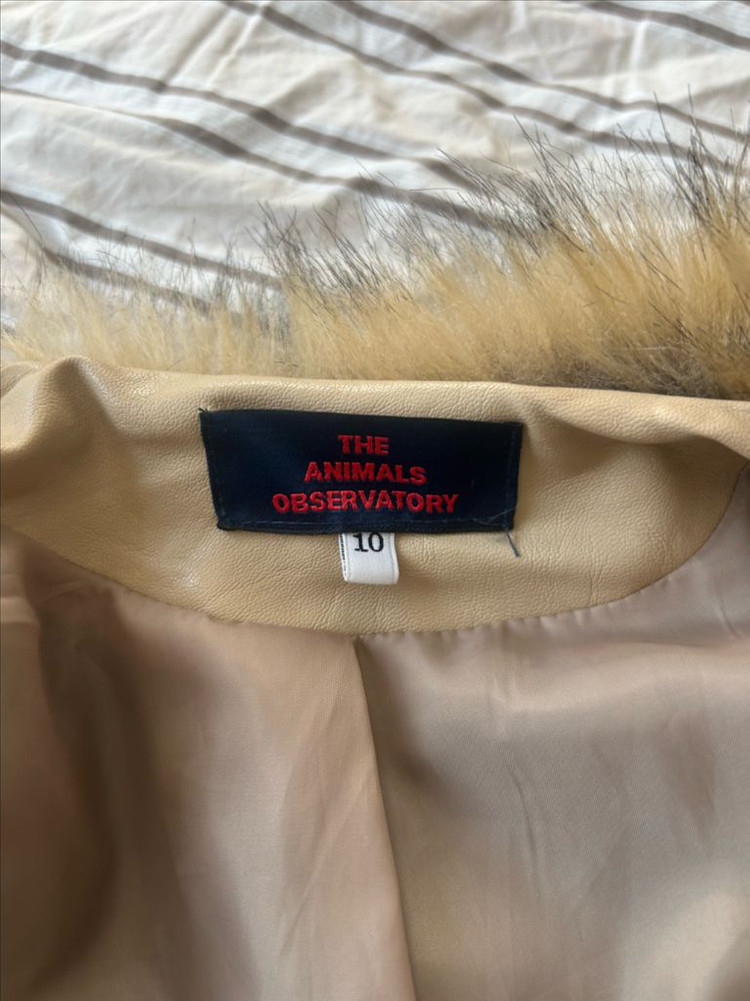 THE
ANIMALS
OBSERVATORY
10